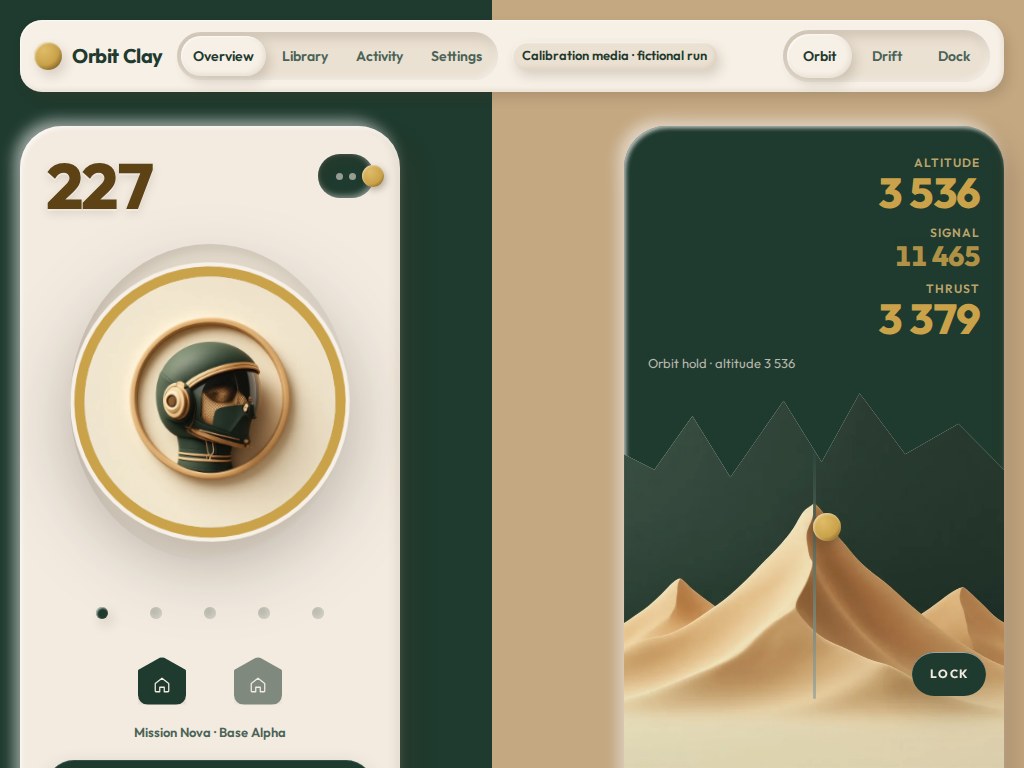 Orbit Clay
Overview
Library
Activity
Settings
Calibration media · fictional run
Orbit
Drift
Dock
227
Mission Nova · Base Alpha
ALTITUDE
3 536
SIGNAL
11 465
THRUST
3 379
Orbit hold · altitude 3 536
LOCK